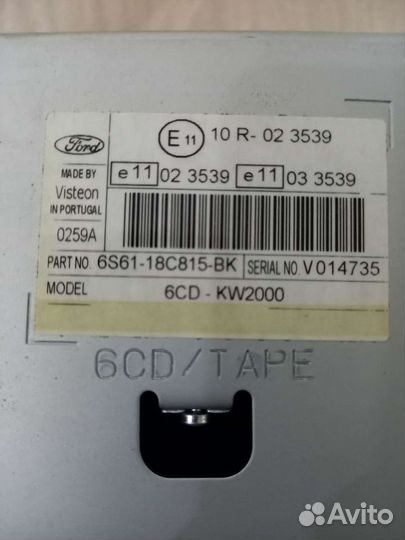 Ford
E 11 10 R- 02 3539
MADE BY
Visteon
IN PORTUGAL
e 11 02 3539 e 11 03 3539
0259A
PART NO. 6S61-18C815-BK SERIAL NO. V 014735
MODEL 6CD - KW2000
6CD/TAPE
Avito